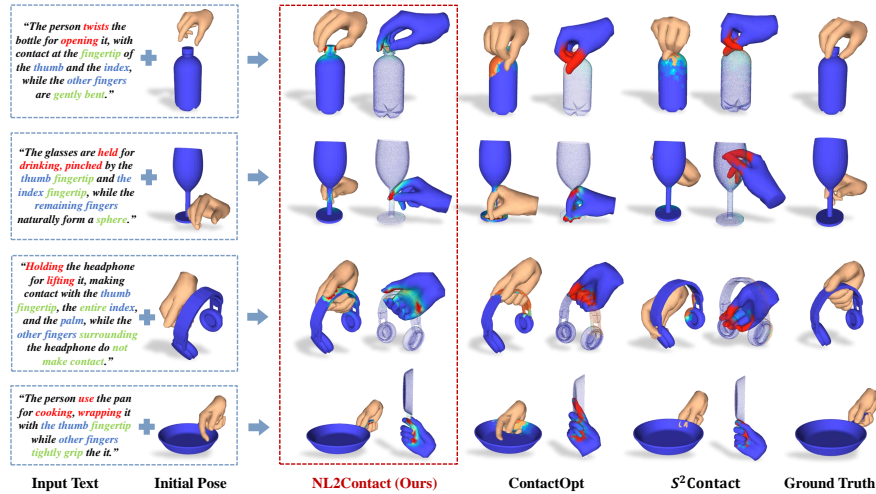 “The person twists the
bottle for opening it, with
contact at the fingertip of
the thumb and the index,
while the other fingers
are gently bent.”
“The glasses are held for
drinking, pinched by the
thumb fingertip and the
index fingertip, while the
remaining fingers
naturally form a sphere.”
“Holding the headphone
for lifting it, making
contact with the thumb
fingertip, the entire index,
and the palm, while the
other fingers surrounding
the headphone do not
make contact.”
“The person use the pan
for cooking, wrapping it
with the thumb fingertip
while other fingers
tightly grip the it.”
Input Text Initial Pose NL2Contact (Ours) ContactOpt S²Contact Ground Truth